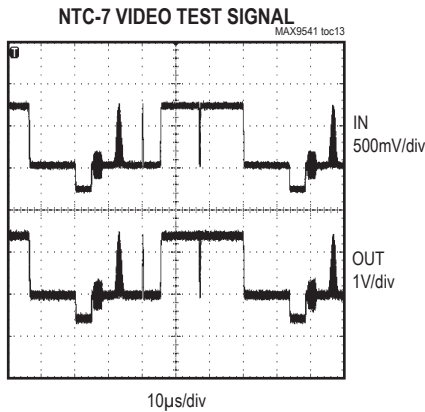 NTC-7 VIDEO TEST SIGNAL
MAX9541 toc13
T
IN
500mV/div
OUT
1V/div
10µs/div